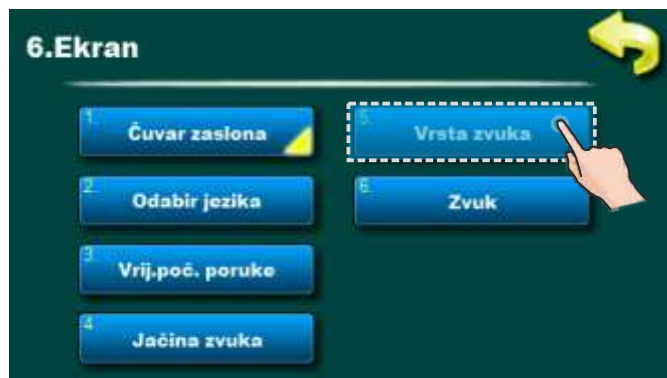 6.Ekran
1. Čuvar zaslona
2. Odabir jezika
3. Vrij.poč. poruke
4 Jačina zvuka
5. Vrsta zvuka
6. Zvuk